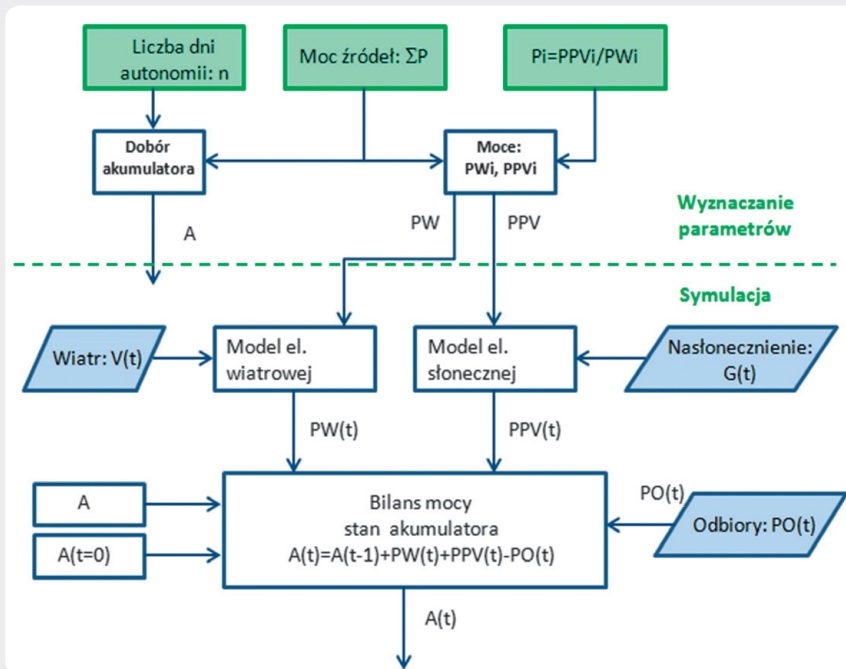 Liczba dni
autonomii: n
Moc źródeł: ΣP
Pi=PPVi/PWi
Dobór
akumulatora
Moce:
PWi, PPVi
A
PW
PPV
Wyznaczanie
parametrów
Symulacja
Wiatr: V(t)
Model el.
wiatrowej
Model el.
słonecznej
Nasłonecznienie:
G(t)
PW(t)
PPV(t)
A
A(t=0)
Bilans mocy
stan akumulatora
A(t)=A(t-1)+PW(t)+PPV(t)-PO(t)
PO(t)
Odbiory: PO(t)
A(t)